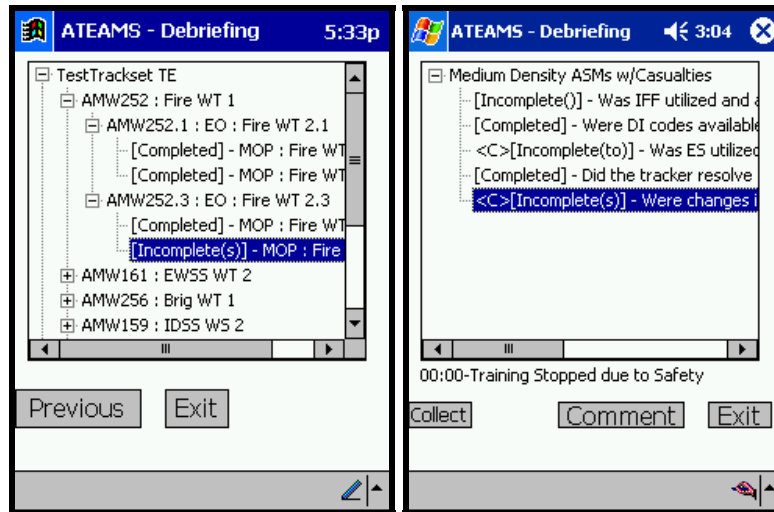 ATEAMS - Debriefing 5:33p
TestTrackset TE
AMW252 : Fire WT 1
AMW252.1 : EO : Fire WT 2.1
[Completed] - MOP : Fire WT
[Completed] - MOP : Fire WT
AMW252.3 : EO : Fire WT 2.3
[Completed] - MOP : Fire WT
[Incomplete(s)] - MOP : Fire
AMW161 : EWSS WT 2
AMW256 : Brig WT 1
AMW159 : IDSS WS 2
Previous Exit
ATEAMS - Debriefing 3:04
Medium Density ASMs w/Casualties
[Incomplete()] - Was IFF utilized and a
[Completed] - Were DI codes available
<C>[Incomplete(to)] - Was ES utilized
[Completed] - Did the tracker resolve
<C>[Incomplete(s)] - Were changes i
00:00-Training Stopped due to Safety
Collect Comment Exit